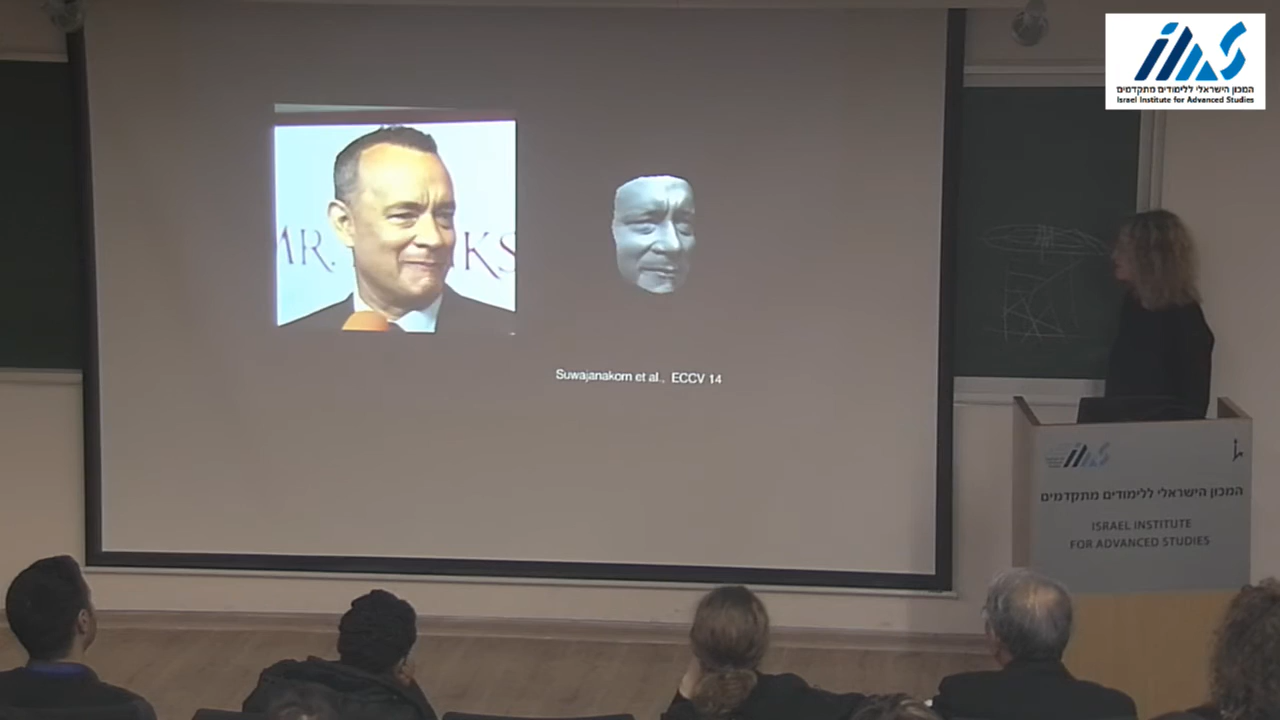 המכון הישראלי ללימודים מתקדמים
Israel Institute for Advanced Studies
MR.
KS
Suwajanakorn et al., ECCV 14
המכון הישראלי ללימודים מתקדמים
ISRAEL INSTITUTE
FOR ADVANCED STUDIES